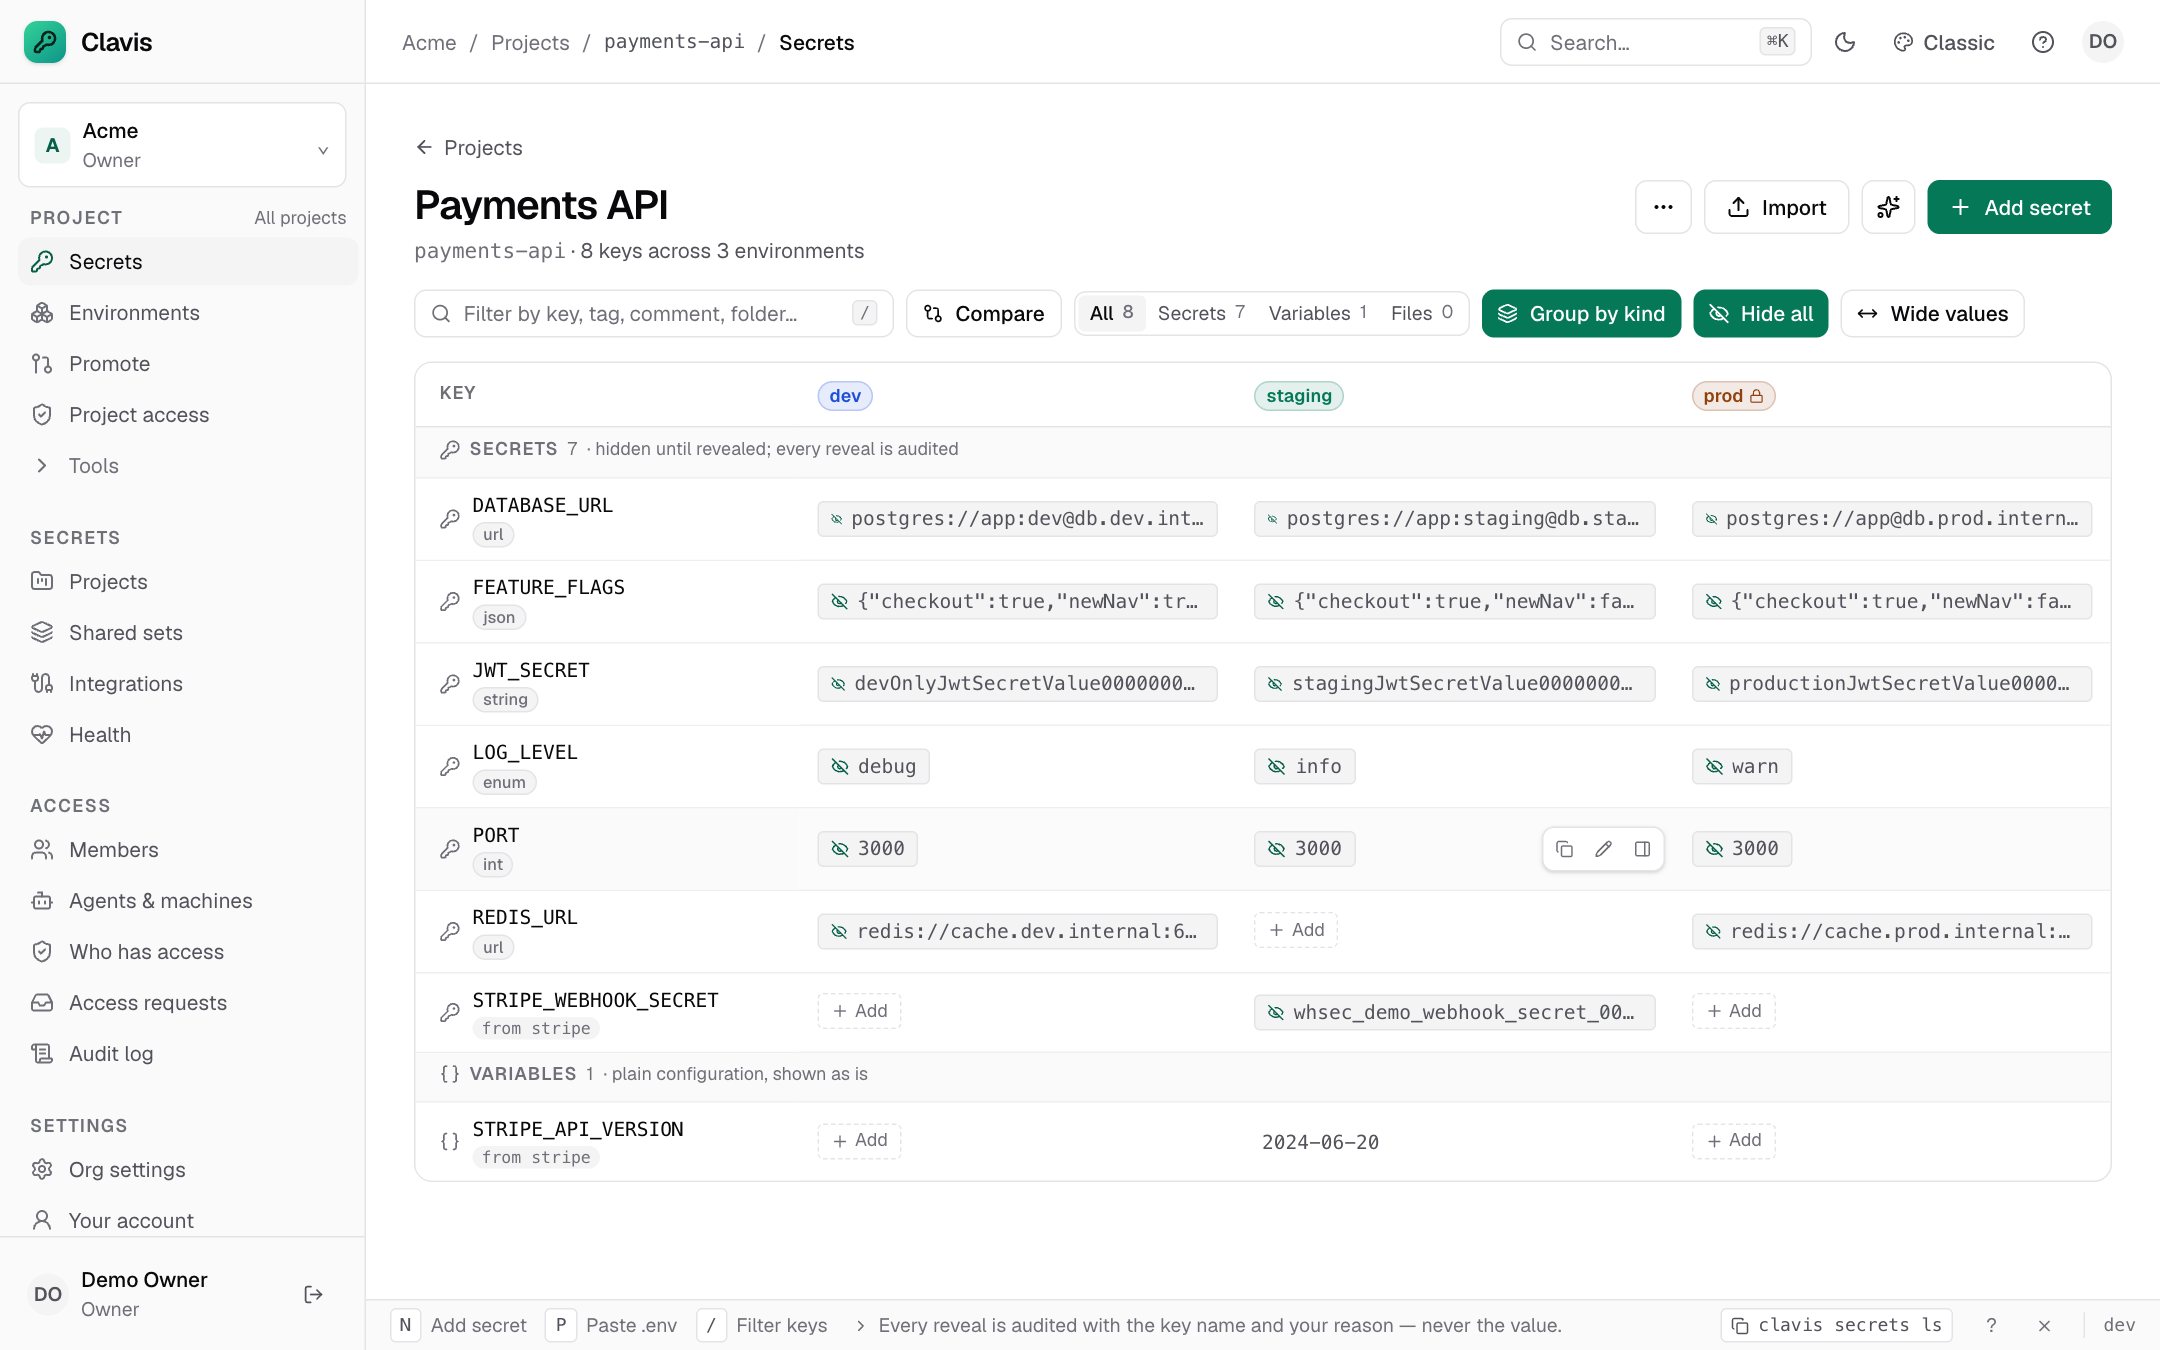 Clavis
Acme / Projects / payments-api / Secrets
Search... ⌘K
Classic
DO
A
Acme
Owner
PROJECT
All projects
Secrets
Environments
Promote
Project access
Tools
SECRETS
Projects
Shared sets
Integrations
Health
ACCESS
Members
Agents & machines
Who has access
Access requests
Audit log
SETTINGS
Org settings
Your account
DO
Demo Owner
Owner
← Projects
Payments API
payments-api · 8 keys across 3 environments
Import
+ Add secret
Filter by key, tag, comment, folder... /
Compare
All 8
Secrets 7
Variables 1
Files 0
Group by kind
Hide all
Wide values
KEY
dev
staging
prod
SECRETS 7 · hidden until revealed; every reveal is audited
DATABASE_URL
url
postgres://app:dev@db.dev.int…
postgres://app:staging@db.sta…
postgres://app@db.prod.intern…
FEATURE_FLAGS
json
{"checkout":true,"newNav":tr…
{"checkout":true,"newNav":fa…
{"checkout":true,"newNav":fa…
JWT_SECRET
string
devOnlyJwtSecretValue0000000…
stagingJwtSecretValue0000000…
productionJwtSecretValue0000…
LOG_LEVEL
enum
debug
info
warn
PORT
int
3000
3000
3000
REDIS_URL
url
redis://cache.dev.internal:6…
+ Add
redis://cache.prod.internal:…
STRIPE_WEBHOOK_SECRET
from stripe
+ Add
whsec_demo_webhook_secret_00…
+ Add
{} VARIABLES 1 · plain configuration, shown as is
{} STRIPE_API_VERSION
from stripe
+ Add
2024-06-20
+ Add
N Add secret
P Paste .env
/ Filter keys
> Every reveal is audited with the key name and your reason — never the value.
clavis secrets ls
?
×
dev